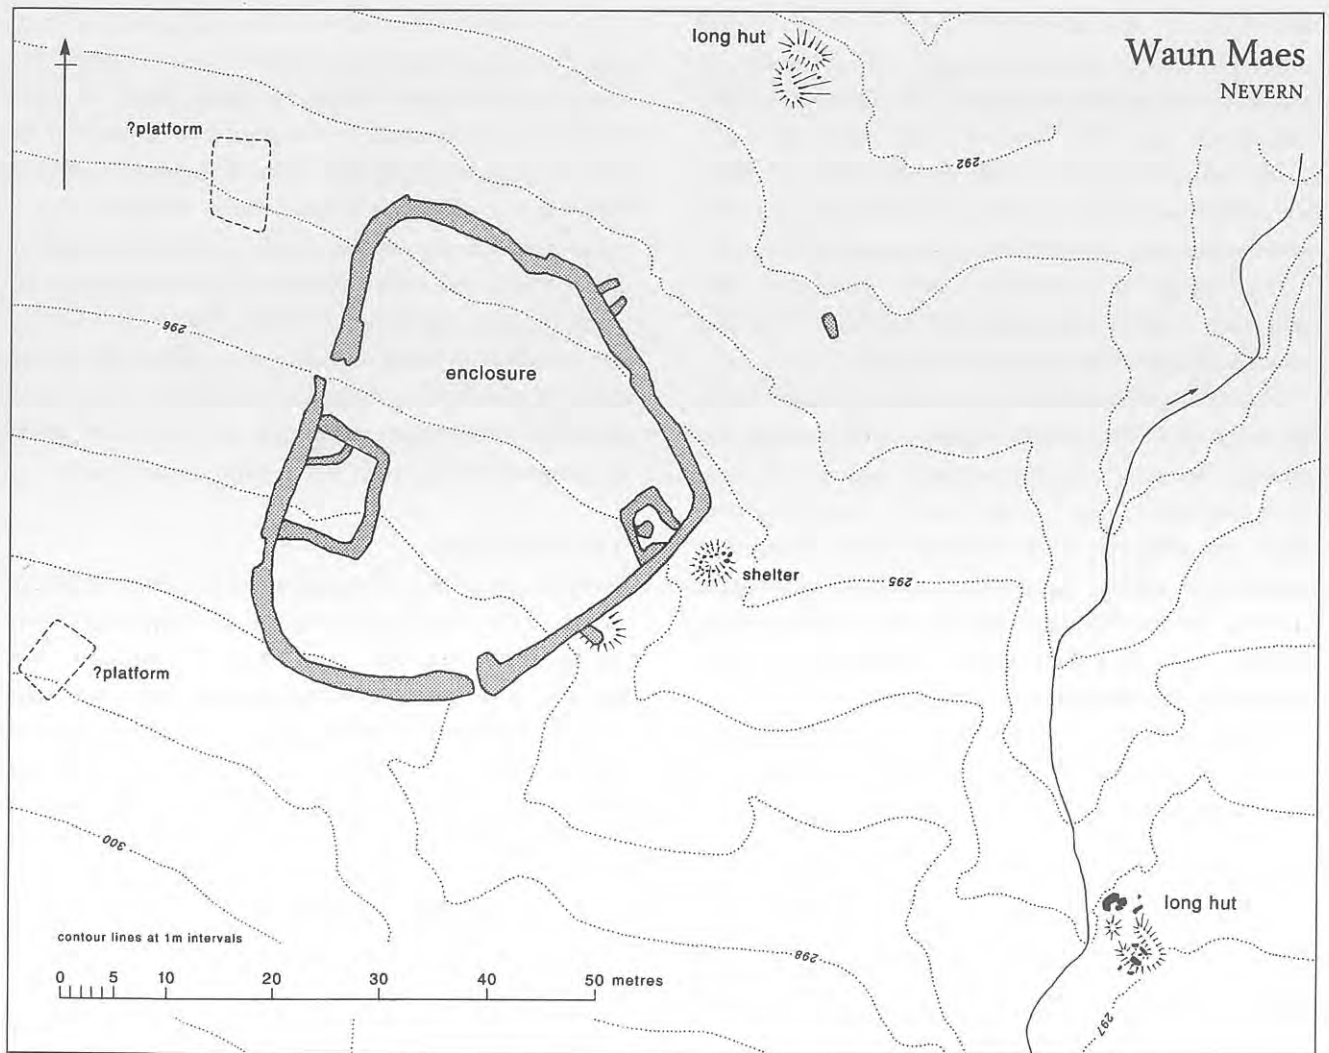 Waun Maes
NEVERN
long hut
?platform
292
296
enclosure
shelter
295
?platform
300
long hut
contour lines at 1m intervals
298
0 5 10 20 30 40 50 metres
297